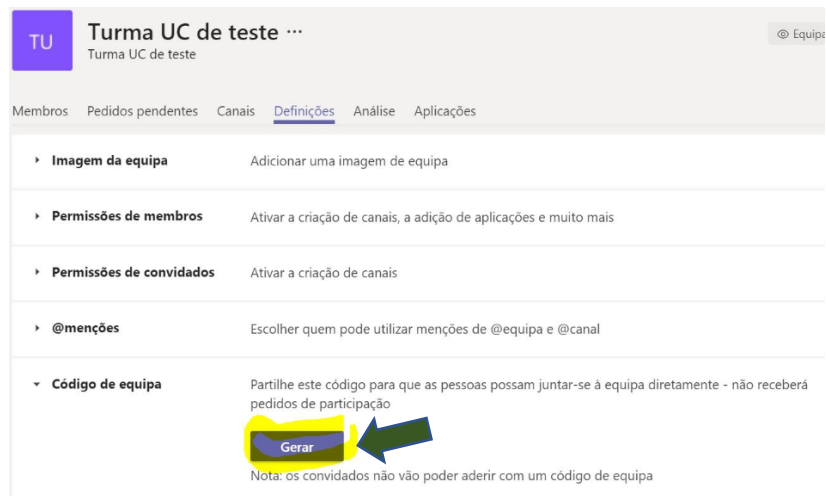 TU
Turma UC de teste ...
Turma UC de teste
Equipa
Membros Pedidos pendentes Canais Definições Análise Aplicações
Imagem da equipa Adicionar uma imagem de equipa
Permissões de membros Ativar a criação de canais, a adição de aplicações e muito mais
Permissões de convidados Ativar a criação de canais
@menções Escolher quem pode utilizar menções de @equipa e @canal
Código de equipa Partilhe este código para que as pessoas possam juntar-se à equipa diretamente - não receberá
pedidos de participação
Gerar
Nota: os convidados não vão poder aderir com um código de equipa